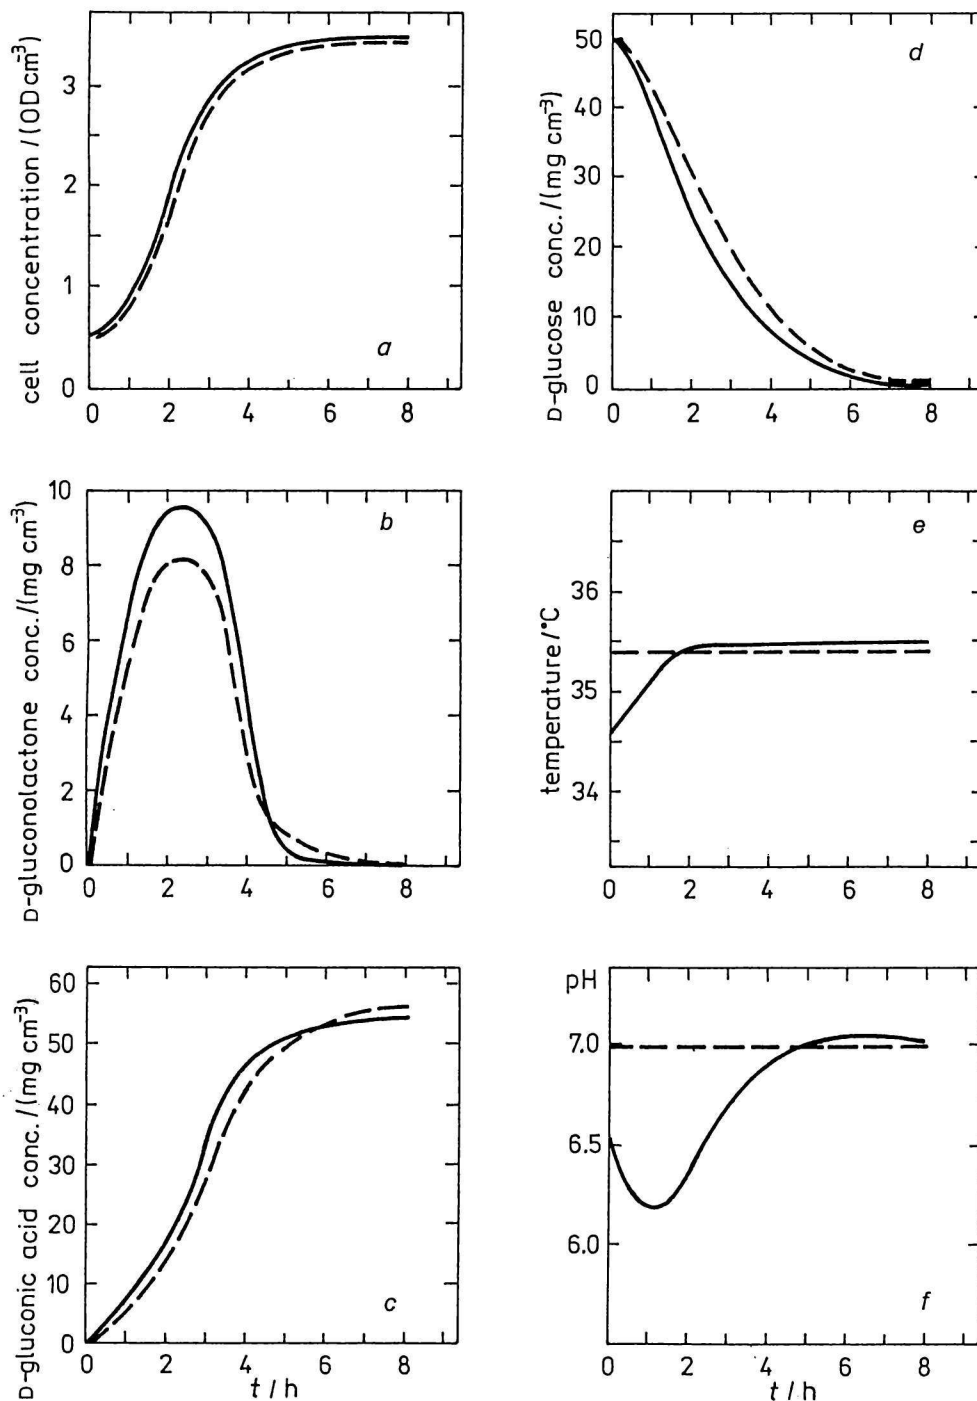 cell concentration / (OD cm⁻³)
3
2
1
0
a
0 2 4 6 8
D-glucose conc./(mg cm⁻³)
50
40
30
20
10
0
d
0 2 4 6 8
D-gluconolactone conc./(mg cm⁻³)
10
8
6
4
2
0
b
0 2 4 6 8
temperature/°C
36
35
34
e
0 2 4 6 8
D-gluconic acid conc./(mg cm⁻³)
60
50
40
30
20
10
0
c
0 2 4 6 8
t / h
pH
7.0
6.5
6.0
f
0 2 4 6 8
t / h